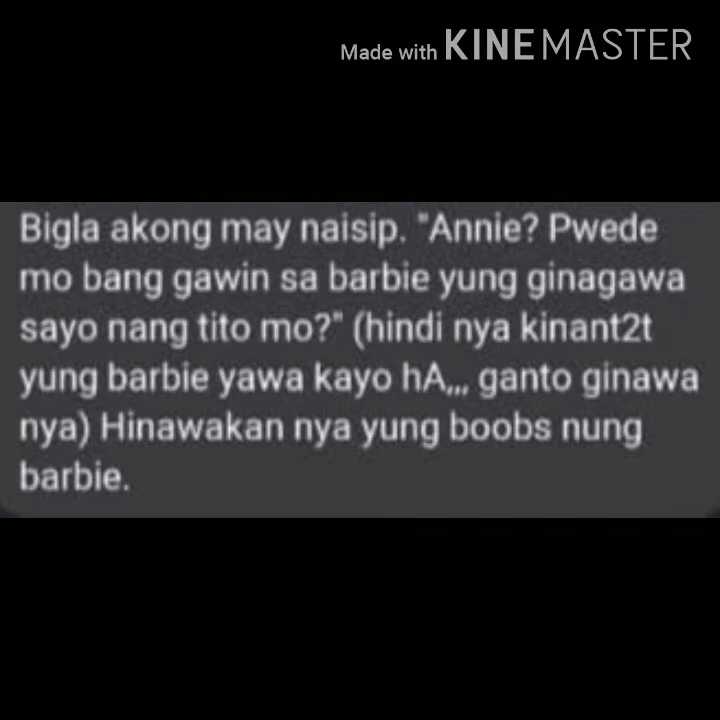 Made with KINEMASTER
Bigla akong may naisip. "Annie? Pwede
mo bang gawin sa barbie yung ginagawa
sayo nang tito mo?" (hindi nya kinant2t
yung barbie yawa kayo hA,,, ganto ginawa
nya) Hinawakan nya yung boobs nung
barbie.